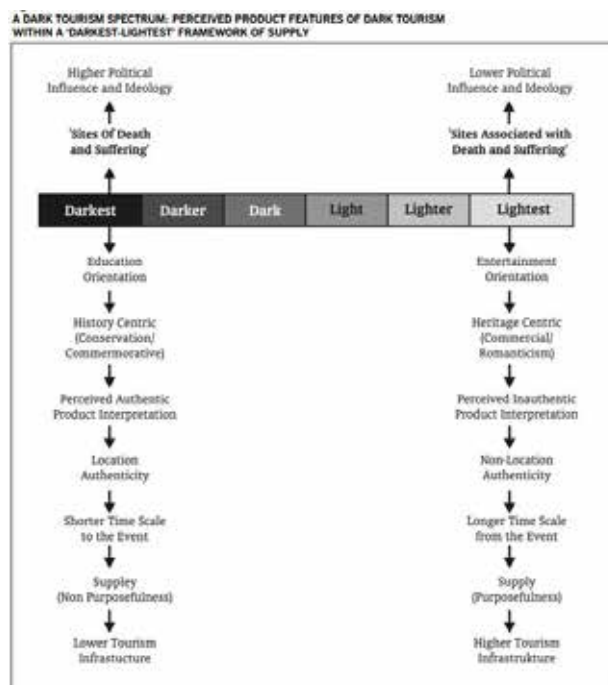 A DARK TOURISM SPECTRUM: PERCEIVED PRODUCT FEATURES OF DARK TOURISM
WITHIN A 'DARKEST-LIGHTEST' FRAMEWORK OF SUPPLY
Higher Political
Influence and Ideology
'Sites Of Death
and Suffering'
Lower Political
Influence and Ideology
'Sites Associated with
Death and Suffering'
Darkest Darker Dark Light Lighter Lightest
Education
Orientation
History Centric
(Conservation/
Commermorative)
Perceived Authentic
Product Interpretation
Location
Authenticity
Shorter Time Scale
to the Event
Suppley
(Non Purposefulness)
Lower Tourism
Infrastucture
Entertainment
Orientation
Heritage Centric
(Commercial/
Romanticism)
Perceived Inauthentic
Product Interpretation
Non-Location
Authenticity
Longer Time Scale
from the Event
Supply
(Purposefulness)
Higher Tourism
Infrastrukture